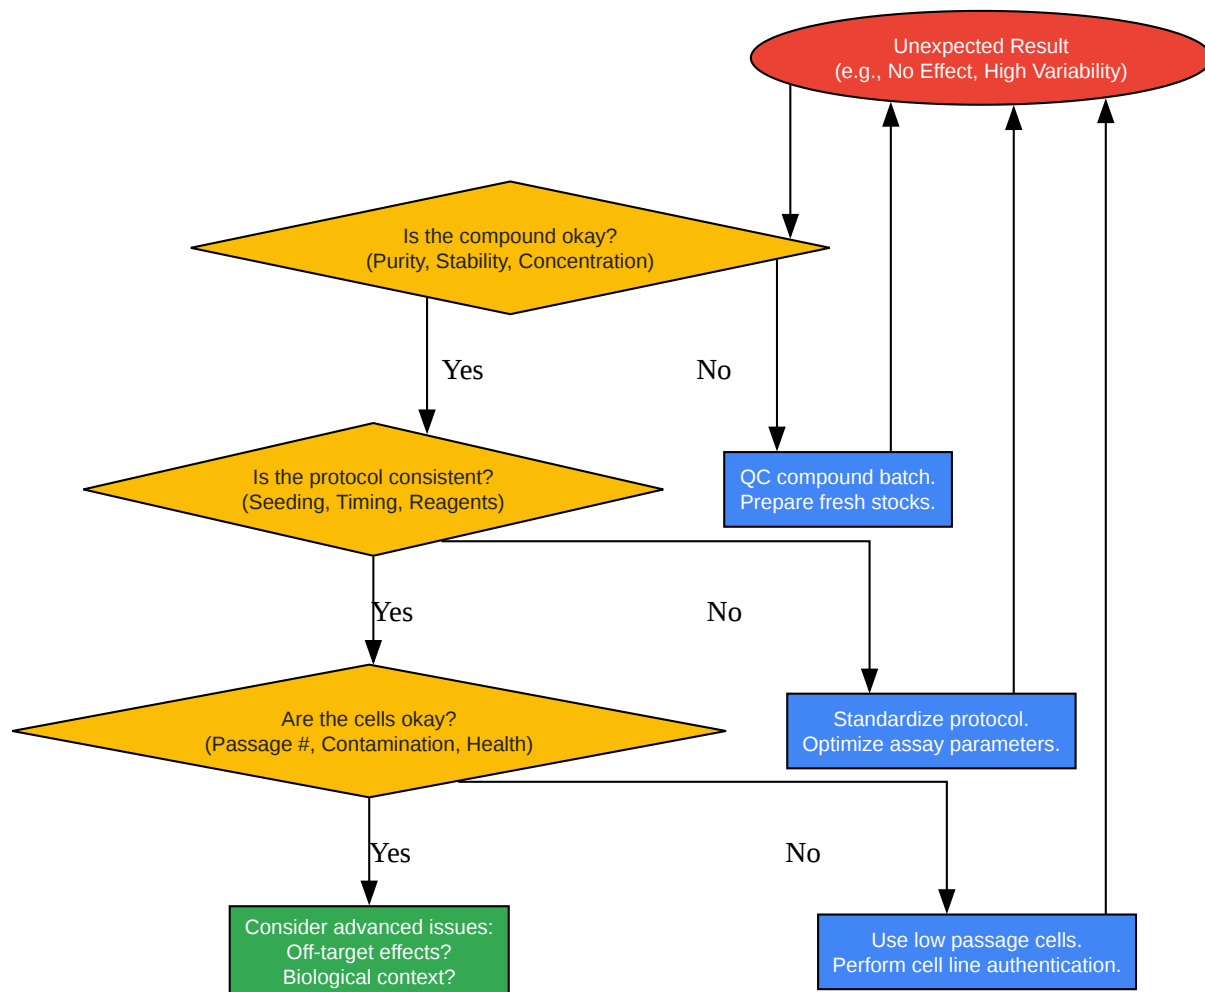 Unexpected Result
(e.g., No Effect, High Variability)
Is the compound okay?
(Purity, Stability, Concentration)
Yes
No
Is the protocol consistent?
(Seeding, Timing, Reagents)
QC compound batch.
Prepare fresh stocks.
Yes
No
Are the cells okay?
(Passage #, Contamination, Health)
Standardize protocol.
Optimize assay parameters.
Yes
No
Consider advanced issues:
Off-target effects?
Biological context?
Use low passage cells.
Perform cell line authentication.